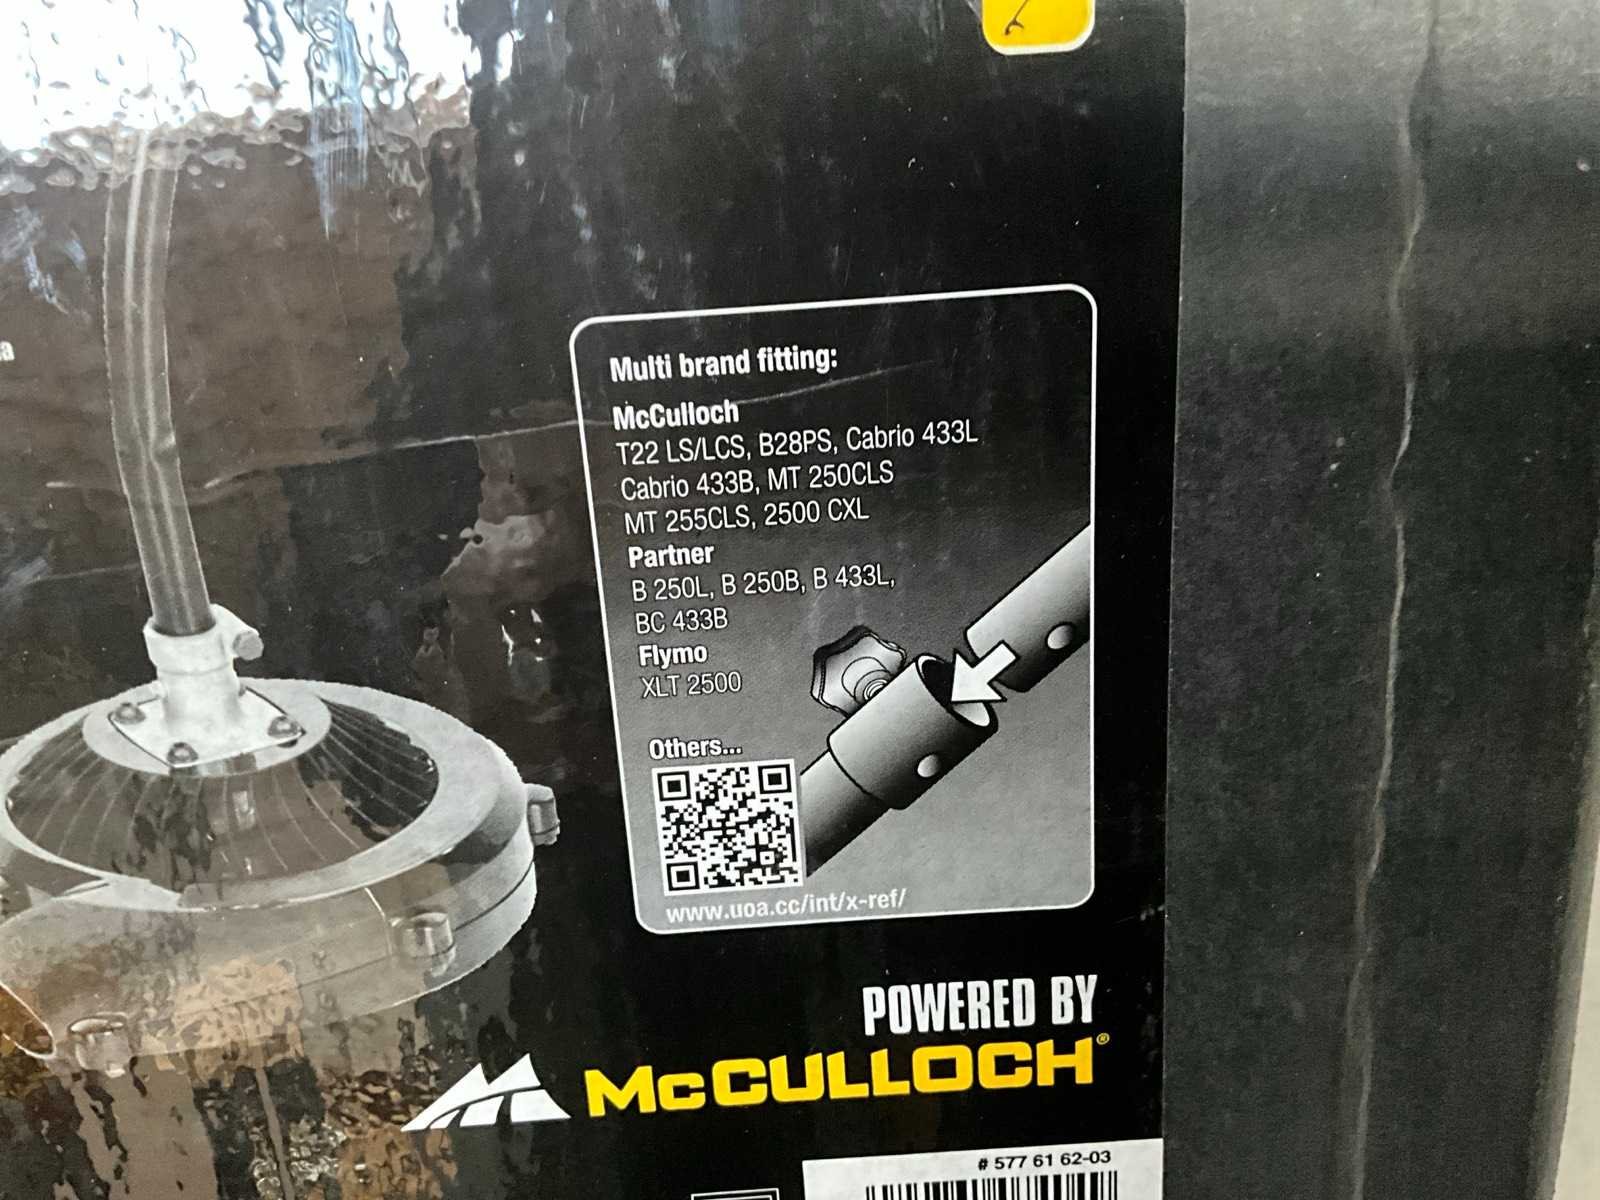 a
Multi brand fitting:
McCulloch
T22 LS/LCS, B28PS, Cabrio 433L
Cabrio 433B, MT 250CLS
MT 255CLS, 2500 CXL
Partner
B 250L, B 250B, B 433L,
BC 433B
Flymo
XLT 2500
Others...
www.uoa.cc/int/x-ref/
POWERED BY
McCULLOCH®
# 577 61 62-03